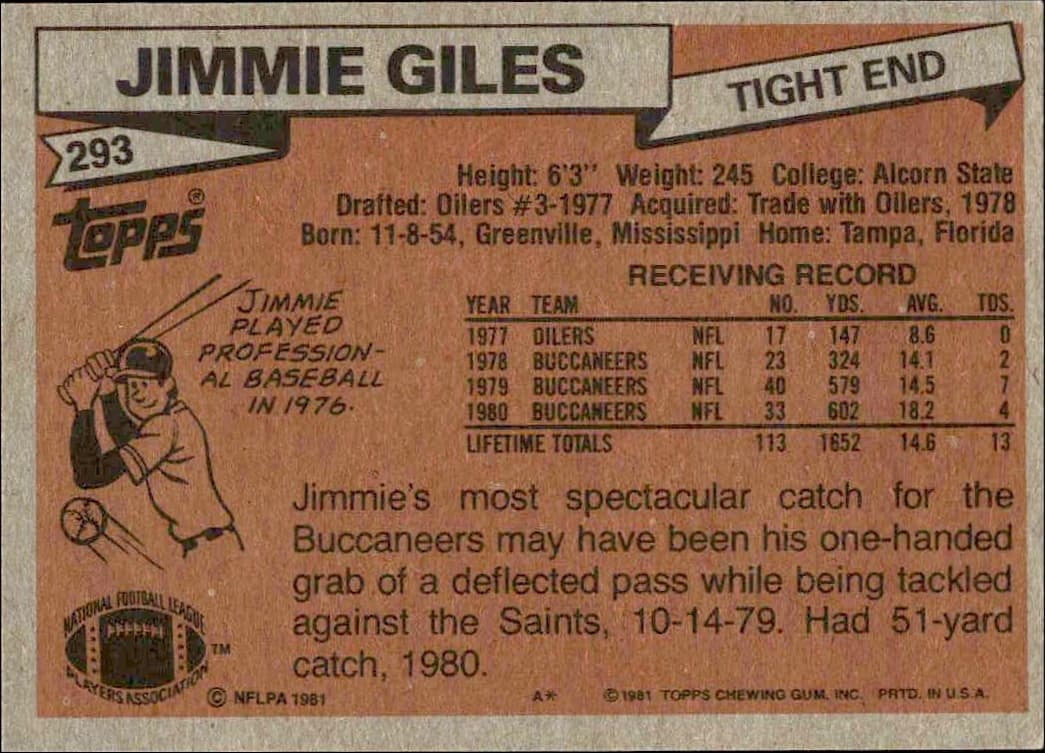 JIMMIE GILES
TIGHT END
293
TOPPS®
Height: 6'3" Weight: 245 College: Alcorn State
Drafted: Oilers #3-1977 Acquired: Trade with Oilers, 1978
Born: 11-8-54, Greenville, Mississippi Home: Tampa, Florida
JIMMIE
PLAYED
PROFESSION-
AL BASEBALL
IN 1976.
RECEIVING RECORD
YEAR TEAM NO. YDS. AVG. TDS.
1977 OILERS NFL 17 147 8.6 0
1978 BUCCANEERS NFL 23 324 14.1 2
1979 BUCCANEERS NFL 40 579 14.5 7
1980 BUCCANEERS NFL 33 602 18.2 4
LIFETIME TOTALS 113 1652 14.6 13
Jimmie's most spectacular catch for the
Buccaneers may have been his one-handed
grab of a deflected pass while being tackled
against the Saints, 10-14-79. Had 51-yard
catch, 1980.
NATIONAL FOOTBALL LEAGUE
PLAYERS ASSOCIATION
TM
© NFLPA 1981 A* ©1981 TOPPS CHEWING GUM, INC. PRTD. IN U.S.A.